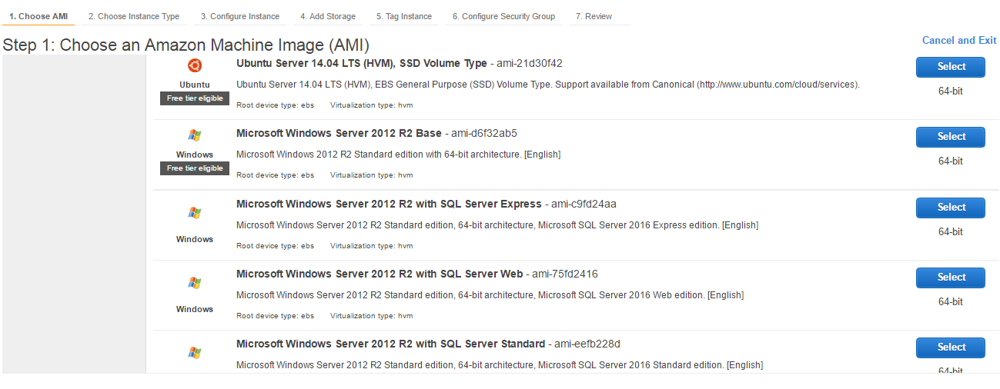 1. Choose AMI 2. Choose Instance Type 3. Configure Instance 4. Add Storage 5. Tag Instance 6. Configure Security Group 7. Review
Step 1: Choose an Amazon Machine Image (AMI)
Cancel and Exit
Ubuntu
Free tier eligible
Ubuntu Server 14.04 LTS (HVM), SSD Volume Type - ami-21d30f42
Ubuntu Server 14.04 LTS (HVM), EBS General Purpose (SSD) Volume Type. Support available from Canonical (http://www.ubuntu.com/cloud/services).
Root device type: ebs Virtualization type: hvm
Select
64-bit
Windows
Free tier eligible
Microsoft Windows Server 2012 R2 Base - ami-d6f32ab5
Microsoft Windows 2012 R2 Standard edition with 64-bit architecture. [English]
Root device type: ebs Virtualization type: hvm
Select
64-bit
Windows
Microsoft Windows Server 2012 R2 with SQL Server Express - ami-c9fd24aa
Microsoft Windows Server 2012 R2 Standard edition, 64-bit architecture, Microsoft SQL Server 2016 Express edition. [English]
Root device type: ebs Virtualization type: hvm
Select
64-bit
Windows
Microsoft Windows Server 2012 R2 with SQL Server Web - ami-75fd2416
Microsoft Windows Server 2012 R2 Standard edition, 64-bit architecture, Microsoft SQL Server 2016 Web edition. [English]
Root device type: ebs Virtualization type: hvm
Select
64-bit
Microsoft Windows Server 2012 R2 with SQL Server Standard - ami-eefb228d
Microsoft Windows Server 2012 R2 Standard edition, 64-bit architecture, Microsoft SQL Server 2016 Standard edition. [English]
Select
64-bit